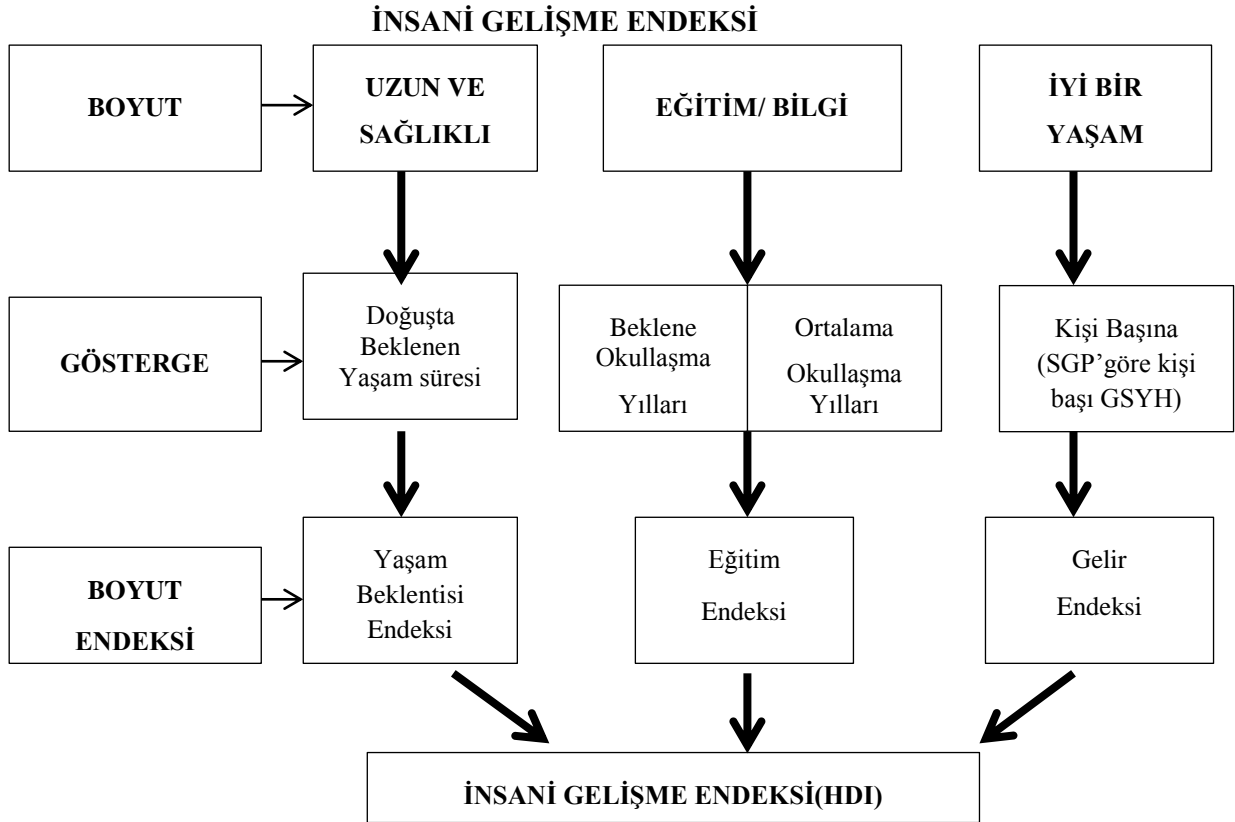 İNSANİ GELİŞME ENDEKSİ
BOYUT
UZUN VE
SAĞLIKLI
EĞİTİM/ BİLGİ
İYİ BİR
YAŞAM
GÖSTERGE
Doğuşta
Beklenen
Yaşam süresi
Beklene
Okullaşma
Yılları
Ortalama
Okullaşma
Yılları
Kişi Başına
(SGP’göre kişi
başı GSYH)
BOYUT
ENDEKSİ
Yaşam
Beklentisi
Endeksi
Eğitim
Endeksi
Gelir
Endeksi
İNSANİ GELİŞME ENDEKSİ(HDI)